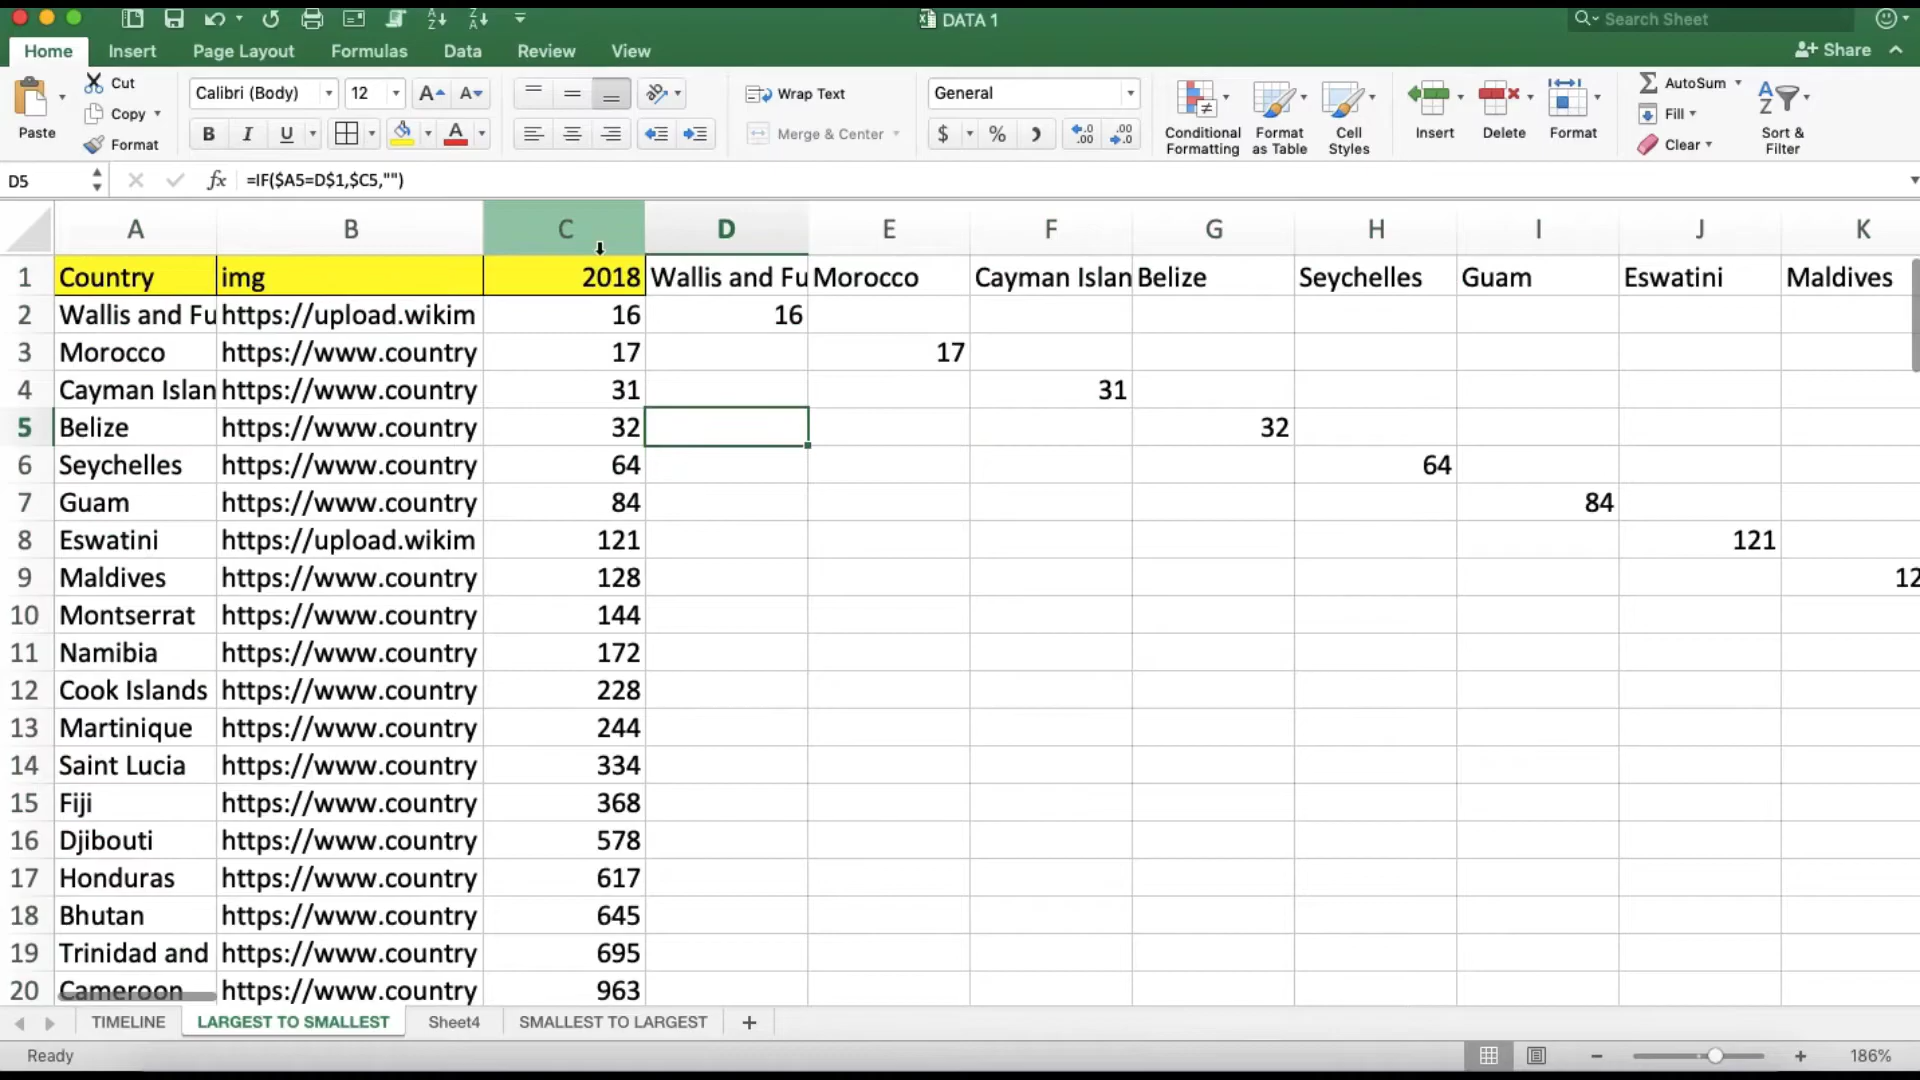 DATA 1
Search Sheet
Home Insert Page Layout Formulas Data Review View Share
Paste Cut Copy Format
Calibri (Body) 12 A A
B I U A
Wrap Text
Merge & Center
General
$ % .0 .00 .00 .0
Conditional Formatting
Format as Table
Cell Styles
Insert Delete Format
AutoSum
Fill
Clear
Sort & Filter
D5 fx =IF($A5=D$1,$C5,"")
A B C D E F G H I J K
1 Country img 2018 Wallis and Fu Morocco Cayman Islan Belize Seychelles Guam Eswatini Maldives
2 Wallis and Fu https://upload.wikim 16 16
3 Morocco https://www.country 17 17
4 Cayman Islan https://www.country 31 31
5 Belize https://www.country 32 32
6 Seychelles https://www.country 64 64
7 Guam https://www.country 84 84
8 Eswatini https://upload.wikim 121 121
9 Maldives https://www.country 128 12
10 Montserrat https://www.country 144
11 Namibia https://www.country 172
12 Cook Islands https://www.country 228
13 Martinique https://www.country 244
14 Saint Lucia https://www.country 334
15 Fiji https://www.country 368
16 Djibouti https://www.country 578
17 Honduras https://www.country 617
18 Bhutan https://www.country 645
19 Trinidad and https://www.country 695
20 Cameroon https://www.country 963
TIMELINE LARGEST TO SMALLEST Sheet4 SMALLEST TO LARGEST +
Ready 186%